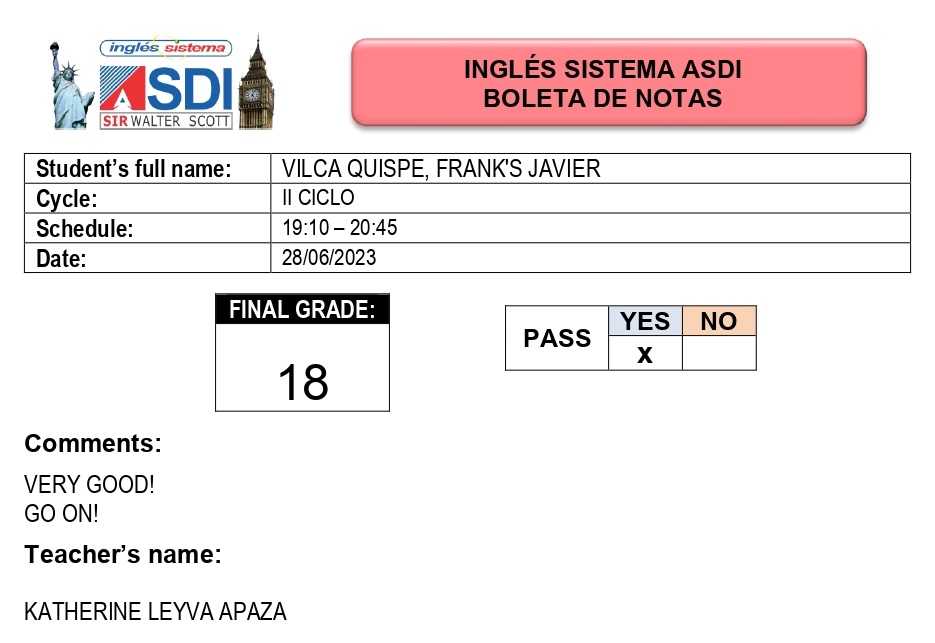 inglés sistema
ASDI
SIR WALTER SCOTT
INGLÉS SISTEMA ASDI
BOLETA DE NOTAS
Student’s full name: VILCA QUISPE, FRANK'S JAVIER
Cycle: II CICLO
Schedule: 19:10 – 20:45
Date: 28/06/2023
FINAL GRADE:
18
PASS YES NO
x
Comments:
VERY GOOD!
GO ON!
Teacher’s name:
KATHERINE LEYVA APAZA